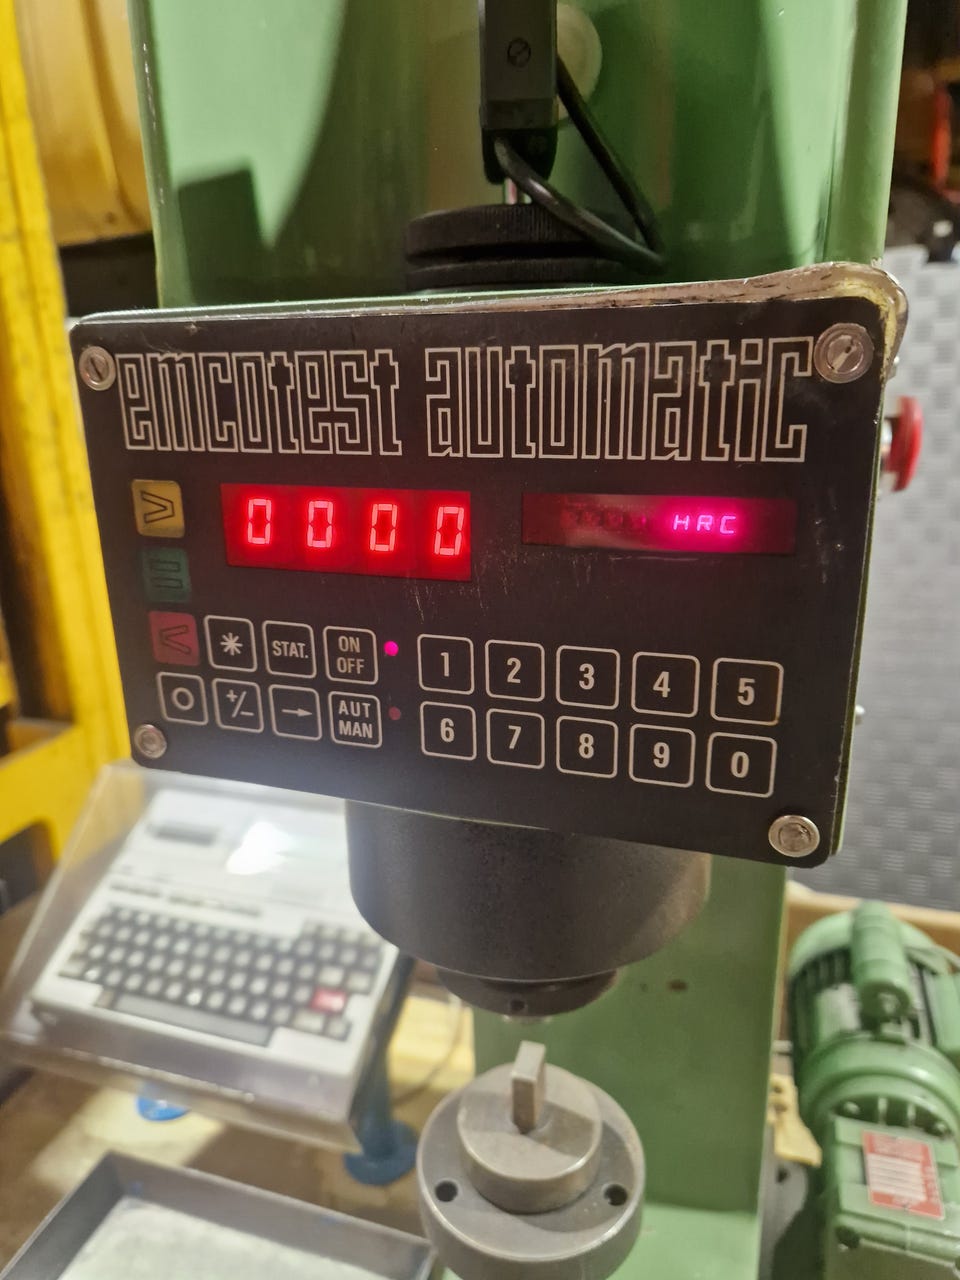 emcotest automatic
0000 HRC
> = <
* STAT. ON OFF 1 2 3 4 5
O +/- → AUT MAN 6 7 8 9 0